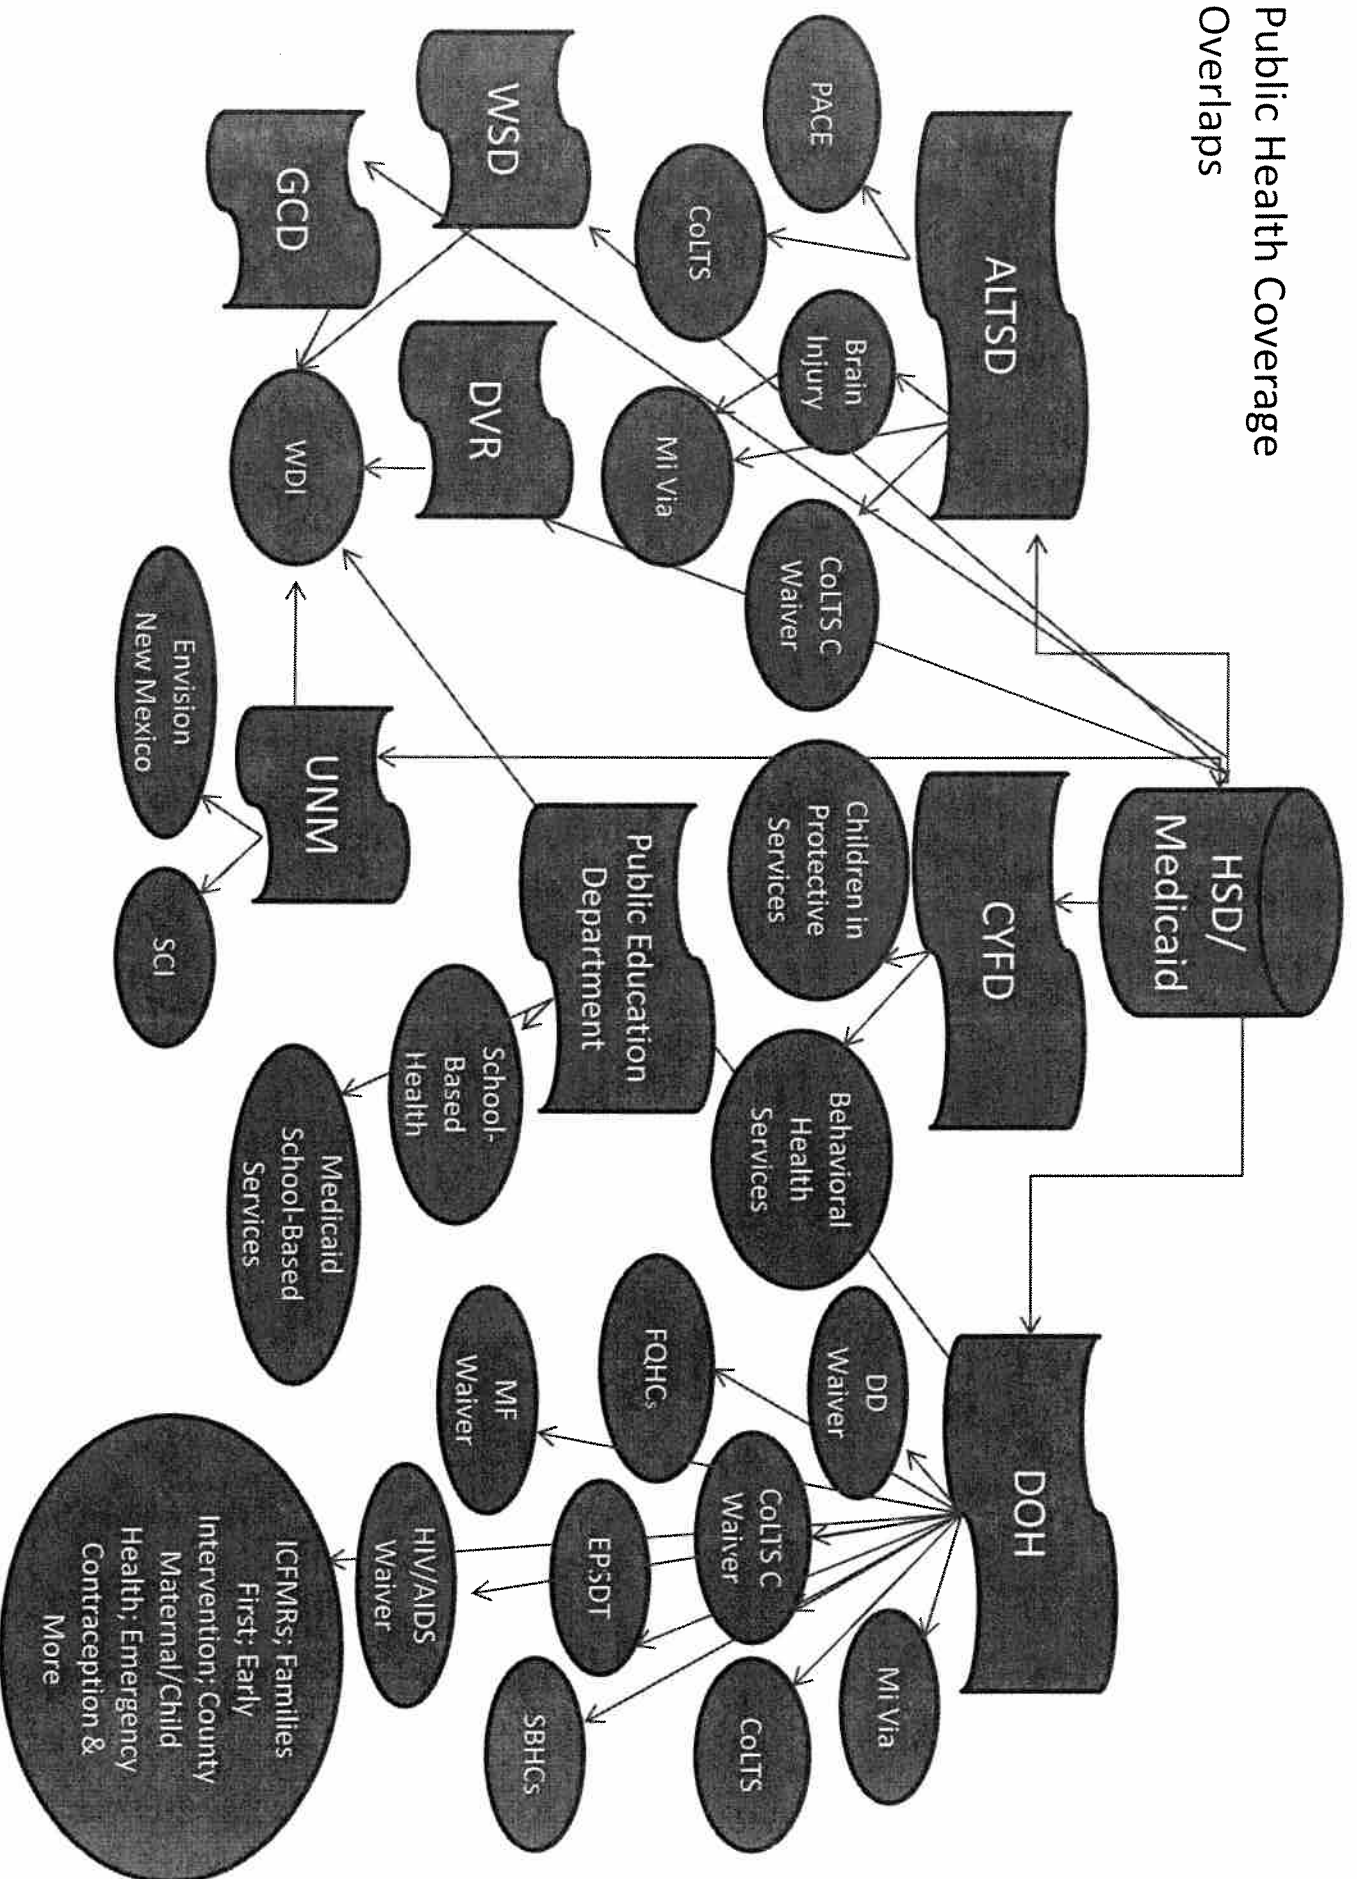 Public Health Coverage
Overlaps
HSD/
Medicaid
ALTSD
CYFD
DOH
PACE
CoLTS
Brain
Injury
Mi Via
CoLTS C
Waiver
Children in
Protective
Services
Behavioral
Health
Services
DD
Waiver
Mi Via
FQHCs
CoLTS C
Waiver
CoLTS
WSD
DVR
Public Education
Department
School-
Based
Health
MF
Waiver
EPSDT
SBHCs
GCD
WDI
UNM
Medicaid
School-Based
Services
HIV/AIDS
Waiver
Envision
New Mexico
SCI
ICFMRs; Families
First; Early
Intervention; County
Maternal/Child
Health; Emergency
Contraception &
More